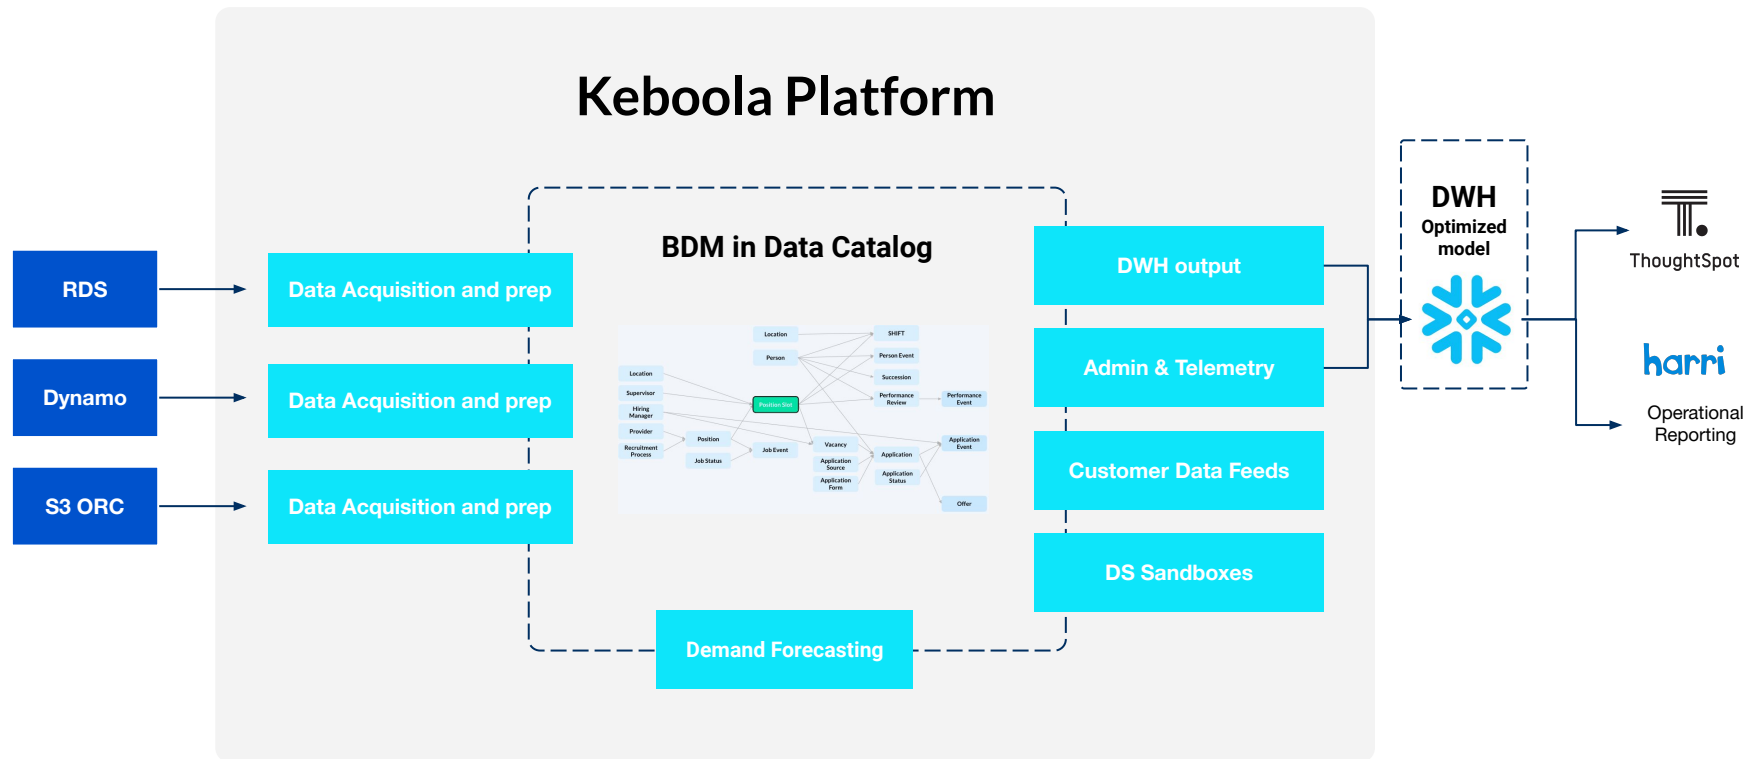 Keboola Platform
RDS
Dynamo
S3 ORC
Data Acquisition and prep
Data Acquisition and prep
Data Acquisition and prep
BDM in Data Catalog
Location
Person
SHIFT
Person Event
Succession
Performance
Review
Performance
Event
Location
Supervisor
Hiring
Manager
Provider
Recruitment
Process
Position Slot
Position
Job Status
Job Event
Vacancy
Application
Source
Application
Form
Application
Application
Status
Application
Event
Offer
Demand Forecasting
DWH output
Admin & Telemetry
Customer Data Feeds
DS Sandboxes
DWH
Optimized
model
ThoughtSpot
harri
Operational
Reporting